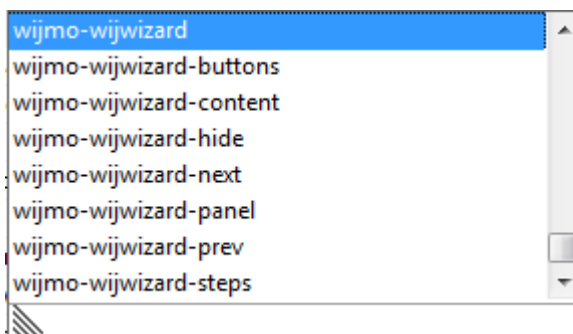 wijmo-wijwizard
wijmo-wijwizard-buttons
wijmo-wijwizard-content
wijmo-wijwizard-hide
wijmo-wijwizard-next
wijmo-wijwizard-panel
wijmo-wijwizard-prev
wijmo-wijwizard-steps